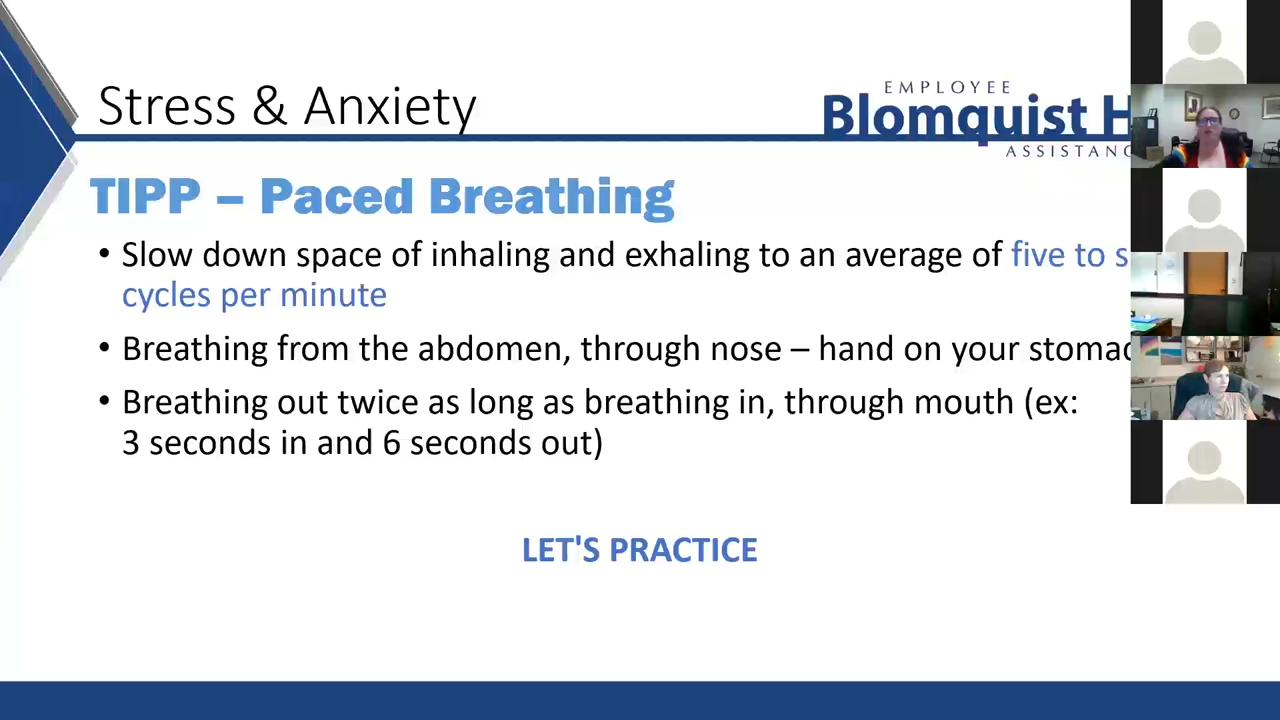 Stress & Anxiety
EMPLOYEE
Blomquist H
ASSISTANC
TIPP – Paced Breathing
• Slow down space of inhaling and exhaling to an average of five to s
cycles per minute
• Breathing from the abdomen, through nose – hand on your stomac
• Breathing out twice as long as breathing in, through mouth (ex:
3 seconds in and 6 seconds out)
LET'S PRACTICE